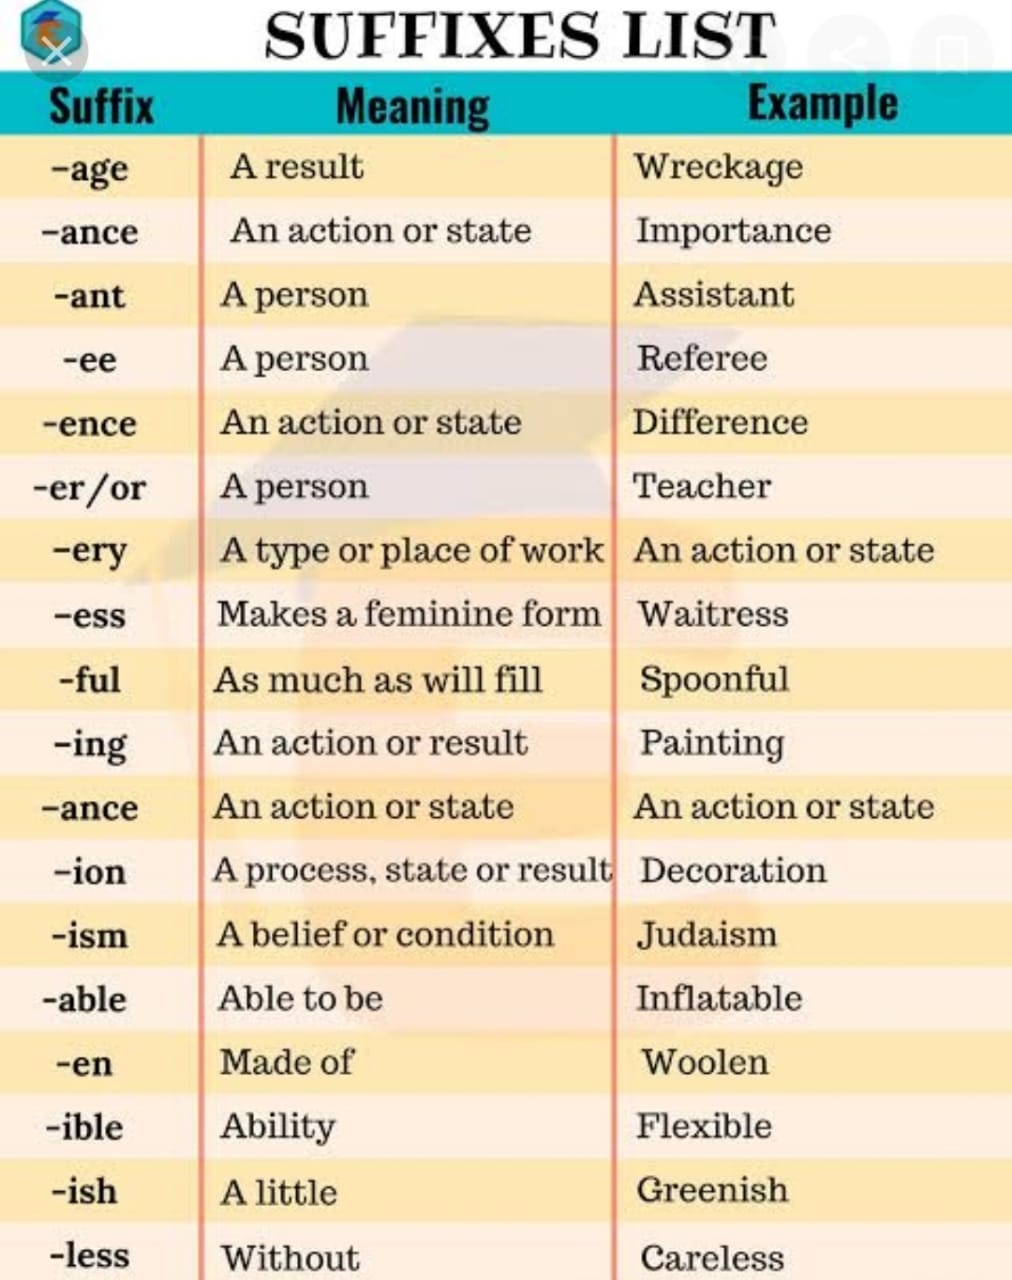 SUFFIXES LIST
Suffix Meaning Example
-age A result Wreckage
-ance An action or state Importance
-ant A person Assistant
-ee A person Referee
-ence An action or state Difference
-er/or A person Teacher
-ery A type or place of work An action or state
-ess Makes a feminine form Waitress
-ful As much as will fill Spoonful
-ing An action or result Painting
-ance An action or state An action or state
-ion A process, state or result Decoration
-ism A belief or condition Judaism
-able Able to be Inflatable
-en Made of Woolen
-ible Ability Flexible
-ish A little Greenish
-less Without Careless